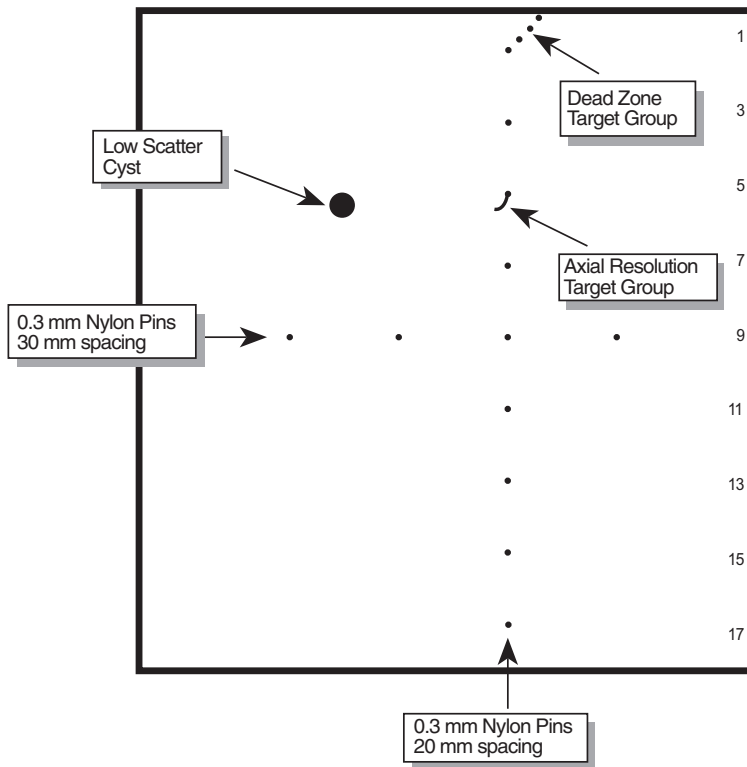 1
Dead Zone
Target Group
3
Low Scatter
Cyst
5
7
Axial Resolution
Target Group
0.3 mm Nylon Pins
30 mm spacing
9
11
13
15
17
0.3 mm Nylon Pins
20 mm spacing